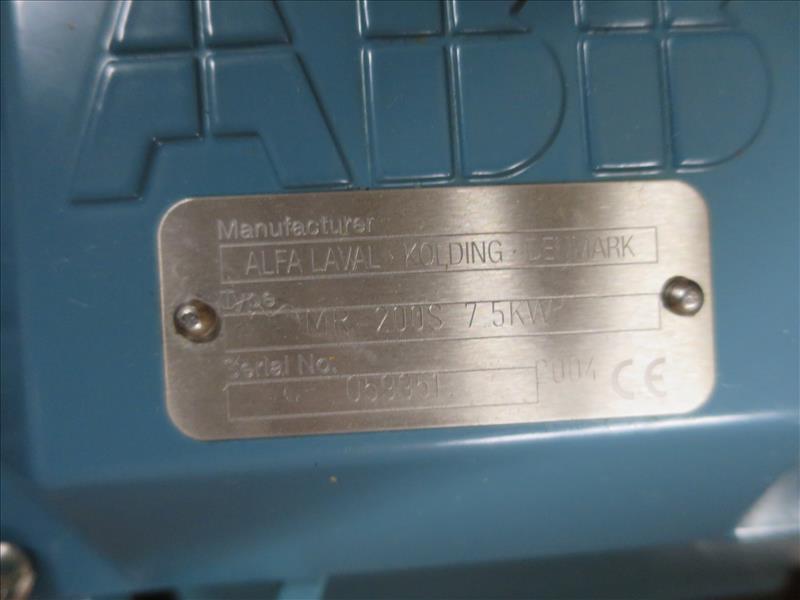 ABB
Manufacturer
ALFA LAVAL · KOLDING · DENMARK
Type
MR 200S 7.5KW
Serial No.
2004 CE